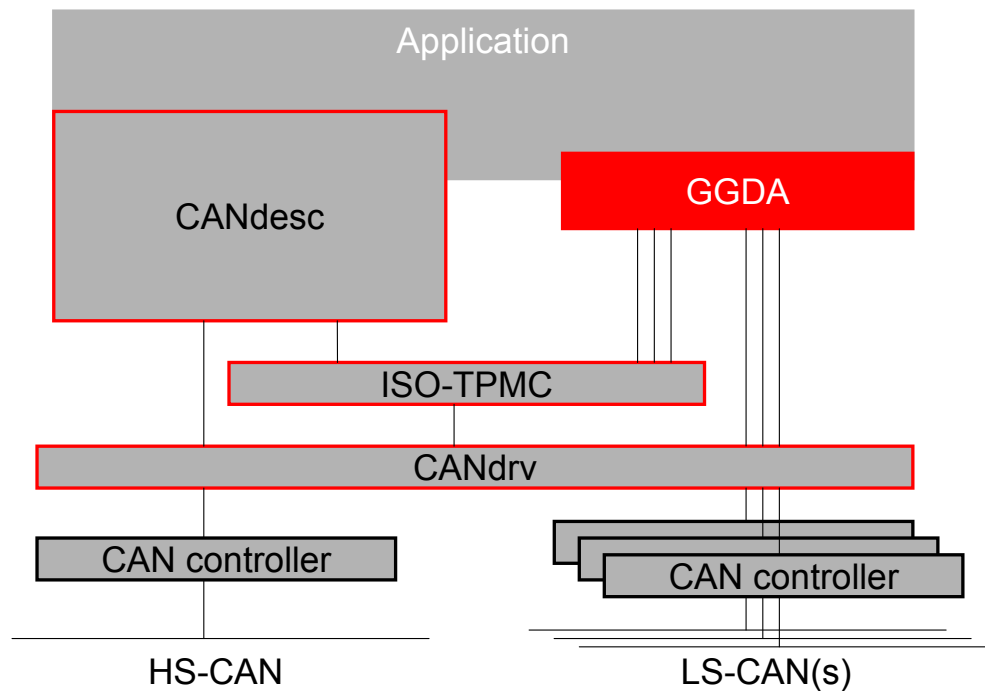 Application
GGDA
CANdesc
ISO-TPMC
CANdrv
CAN controller
CAN controller
HS-CAN
LS-CAN(s)